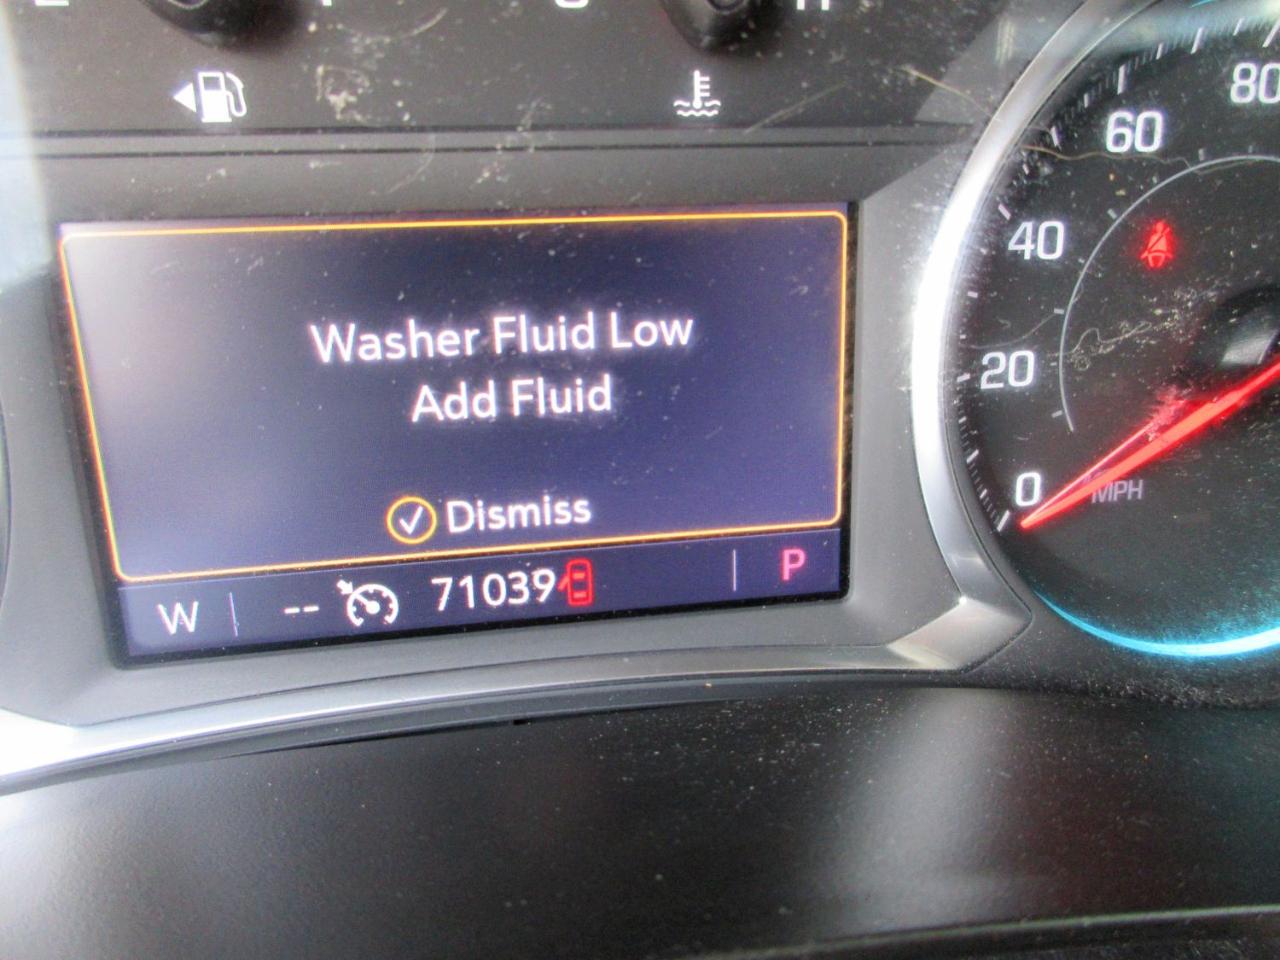 80
60
40
20
0
MPH
Washer Fluid Low
Add Fluid
Dismiss
W -- 71039 P